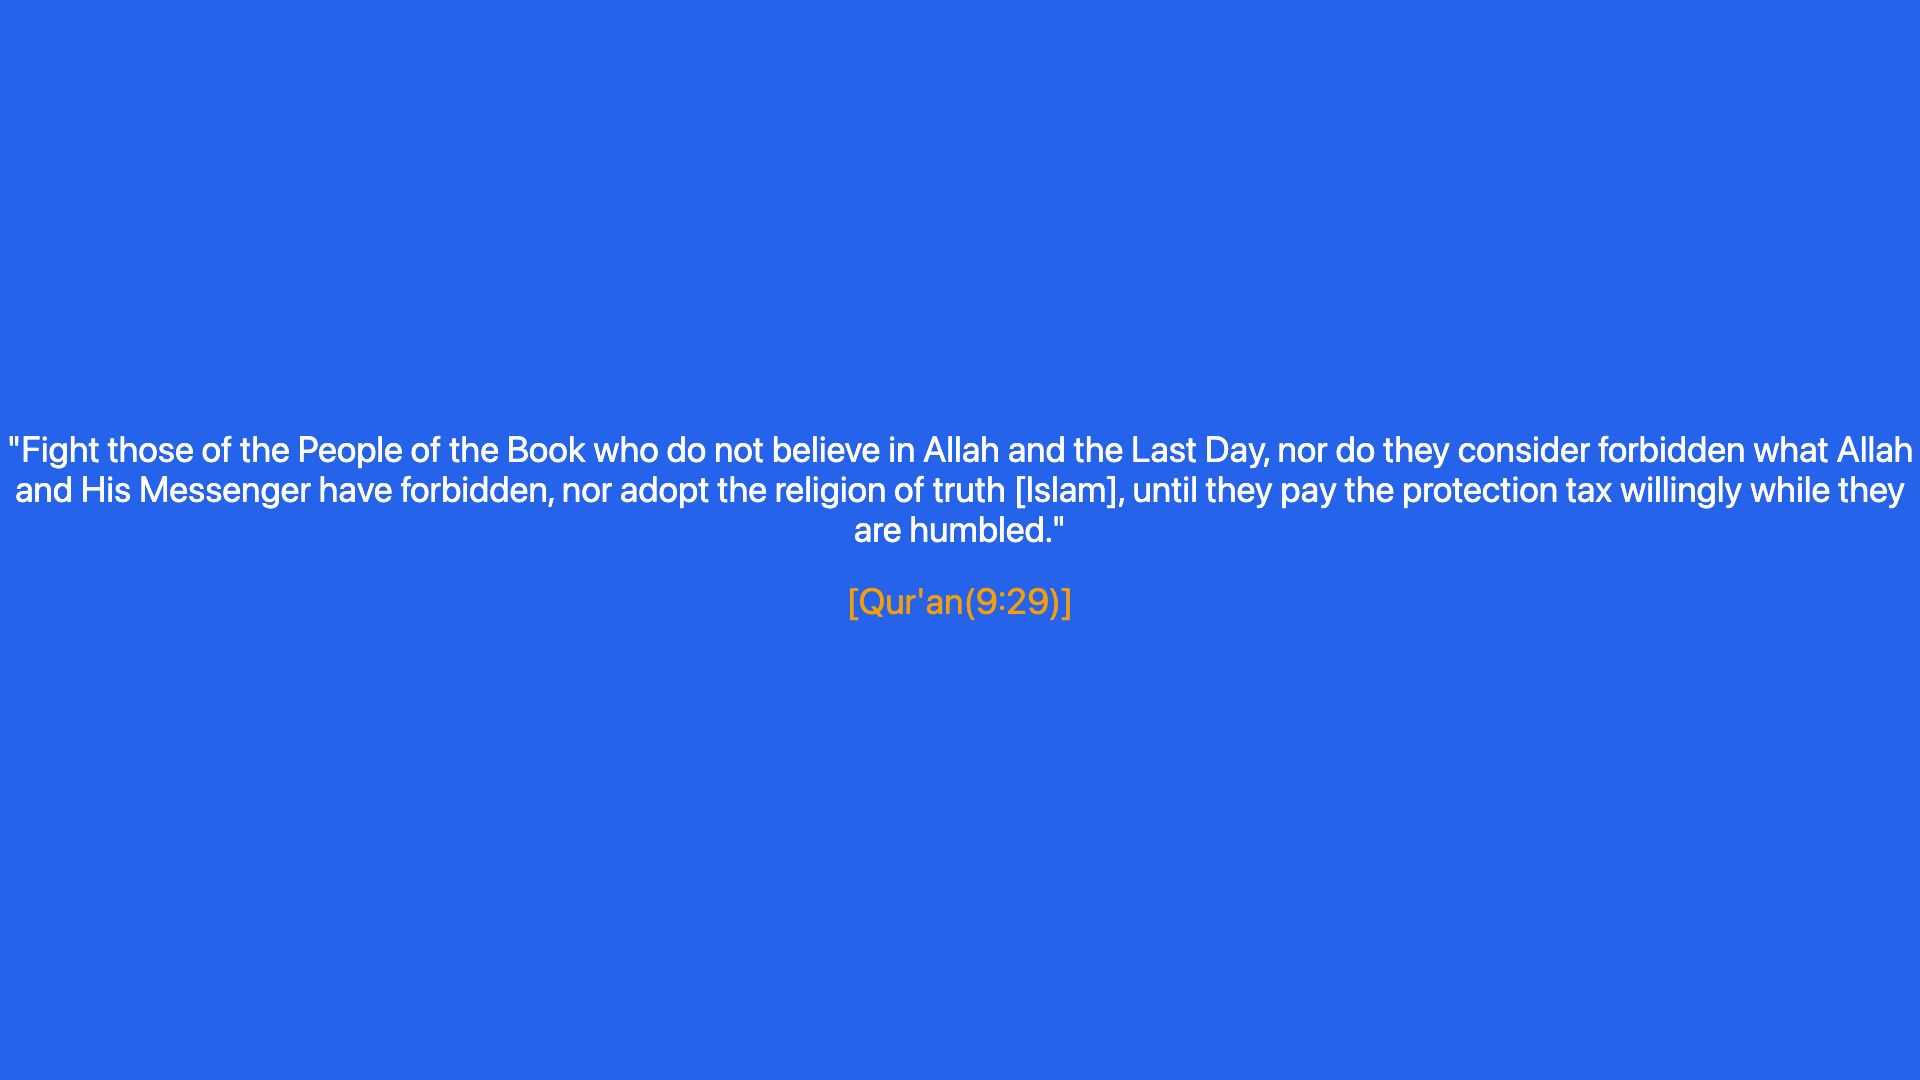 "Fight those of the People of the Book who do not believe in Allah and the Last Day, nor do they consider forbidden what Allah
and His Messenger have forbidden, nor adopt the religion of truth [Islam], until they pay the protection tax willingly while they
are humbled."
[Qur'an(9:29)]